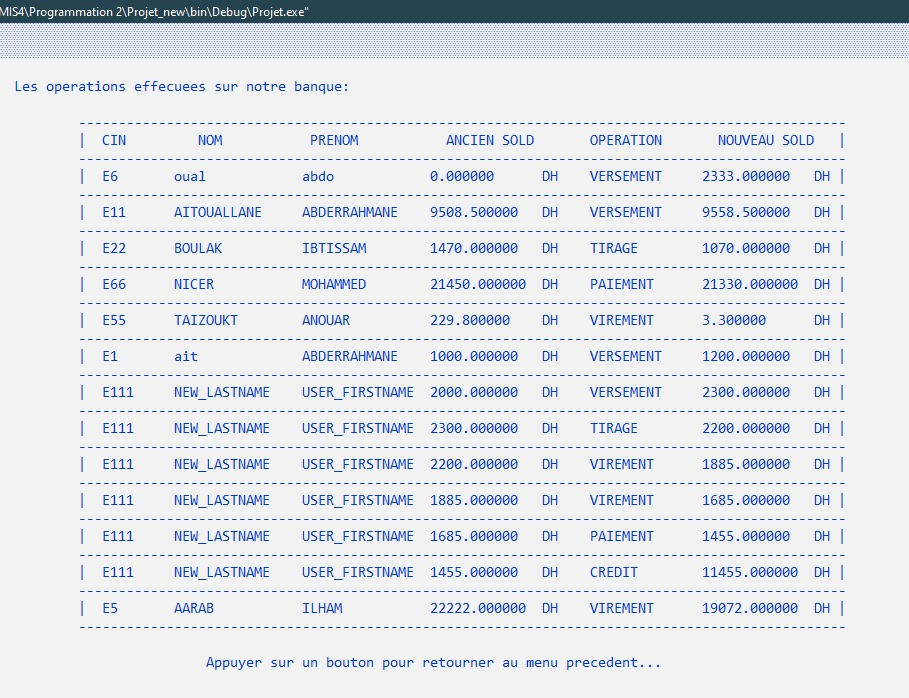 MIS4\Programmation 2\Projet_new\bin\Debug\Projet.exe"
Les operations effecuees sur notre banque:
| CIN NOM PRENOM ANCIEN SOLD OPERATION NOUVEAU SOLD |
| E6 oual abdo 0.000000 DH VERSEMENT 2333.000000 DH |
| E11 AITOUALLANE ABDERRAHMANE 9508.500000 DH VERSEMENT 9558.500000 DH |
| E22 BOULAK IBTISSAM 1470.000000 DH TIRAGE 1070.000000 DH |
| E66 NICER MOHAMMED 21450.000000 DH PAIEMENT 21330.000000 DH |
| E55 TAIZOUKT ANOUAR 229.800000 DH VIREMENT 3.300000 DH |
| E1 ait ABDERRAHMANE 1000.000000 DH VERSEMENT 1200.000000 DH |
| E111 NEW_LASTNAME USER_FIRSTNAME 2000.000000 DH VERSEMENT 2300.000000 DH |
| E111 NEW_LASTNAME USER_FIRSTNAME 2300.000000 DH TIRAGE 2200.000000 DH |
| E111 NEW_LASTNAME USER_FIRSTNAME 2200.000000 DH VIREMENT 1885.000000 DH |
| E111 NEW_LASTNAME USER_FIRSTNAME 1885.000000 DH VIREMENT 1685.000000 DH |
| E111 NEW_LASTNAME USER_FIRSTNAME 1685.000000 DH PAIEMENT 1455.000000 DH |
| E111 NEW_LASTNAME USER_FIRSTNAME 1455.000000 DH CREDIT 11455.000000 DH |
| E5 AARAB ILHAM 22222.000000 DH VIREMENT 19072.000000 DH |
Appuyer sur un bouton pour retourner au menu precedent...